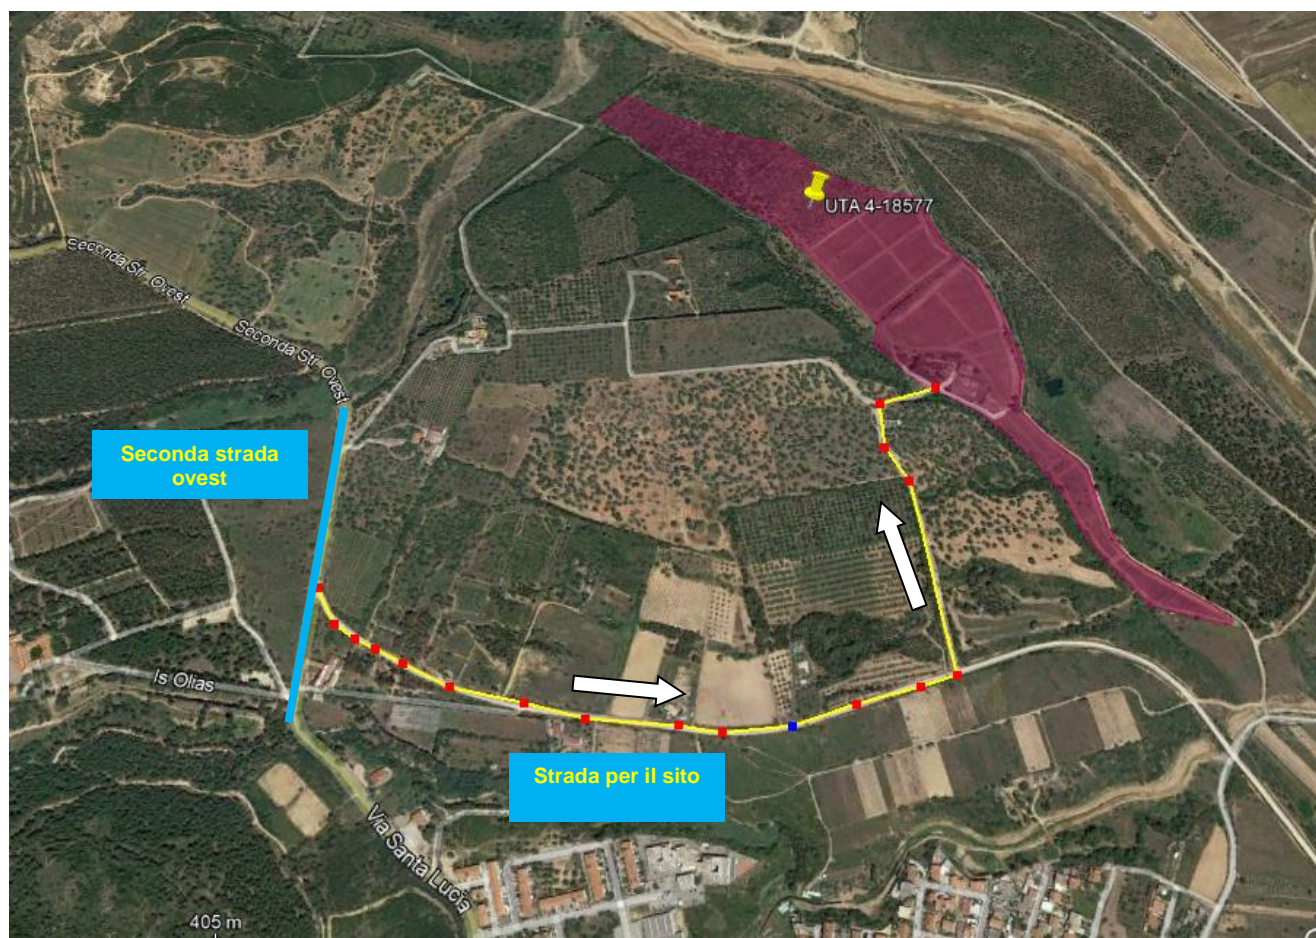 UTA 4-18577
Seconda Str. Ovest
Seconda Str. Ovest
Seconda strada
ovest
Is Olias
Strada per il sito
Via Santa Lucia
405 m